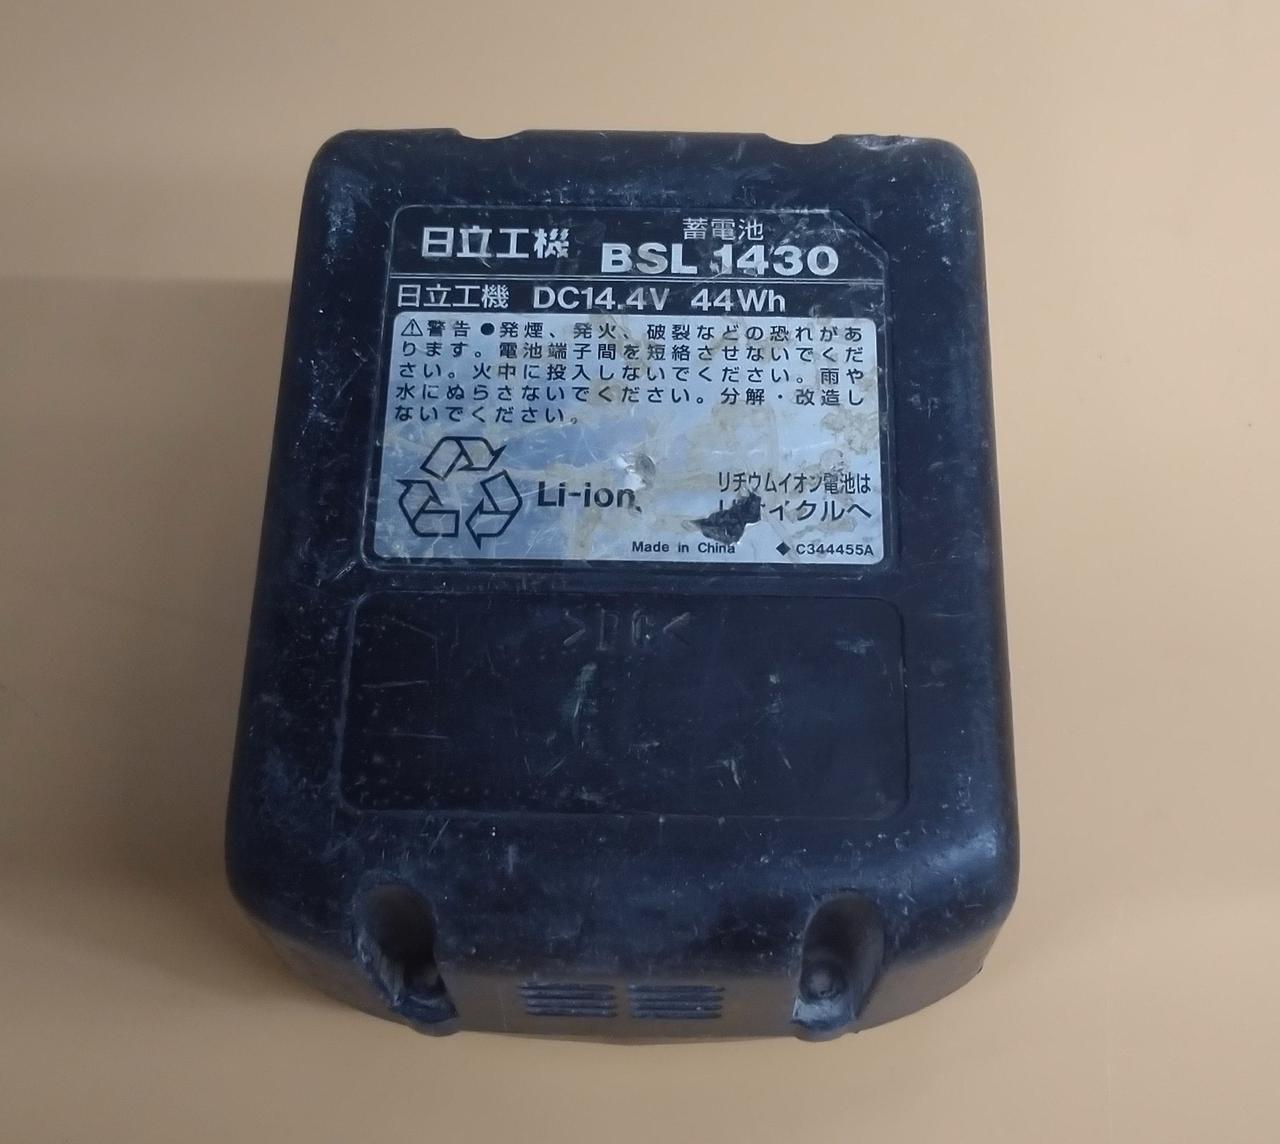 日立工機
蓄電池
BSL 1430
日立工機 DC14.4V 44Wh
⚠警告●発煙、発火、破裂などの恐れがあ
ります。電池端子間を短絡させないでくだ
さい。火中に投入しないでください。雨や
水にぬらさないでください。分解・改造し
ないでください。
Li-ion
リチウムイオン電池は
リサイクルへ
Made in China ◆ C344455A